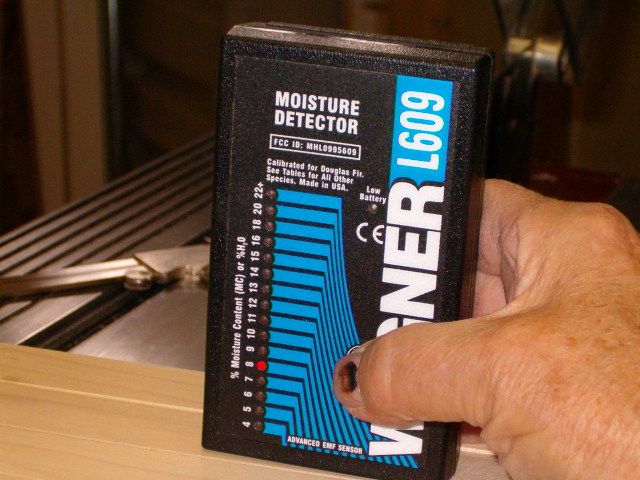 MOISTURE
DETECTOR
FCC ID: MHL0995609
Calibrated for Douglas Fir.
See Tables for All Other
Species. Made in USA.
Low
Battery
CE
L609
% Moisture Content (MC) or %H₂O
4 5 6 7 8 9 10 11 12 13 14 15 16 18 20 22+
ADVANCED EMF SENSOR